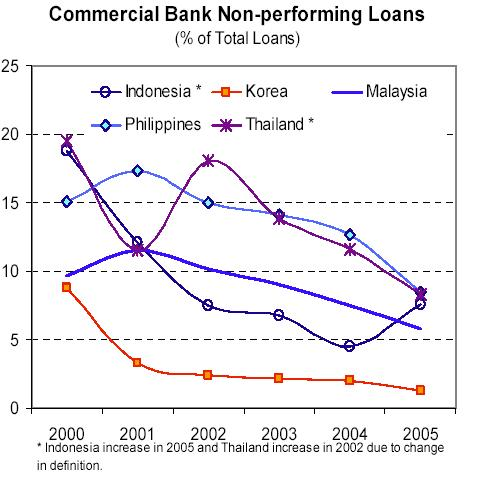 Commercial Bank Non-performing Loans
(% of Total Loans)
25
Indonesia * Korea Malaysia
20
Philippines Thailand *
15
10
5
0
2000 2001 2002 2003 2004 2005
* Indonesia increase in 2005 and Thailand increase in 2002 due to change
in definition.